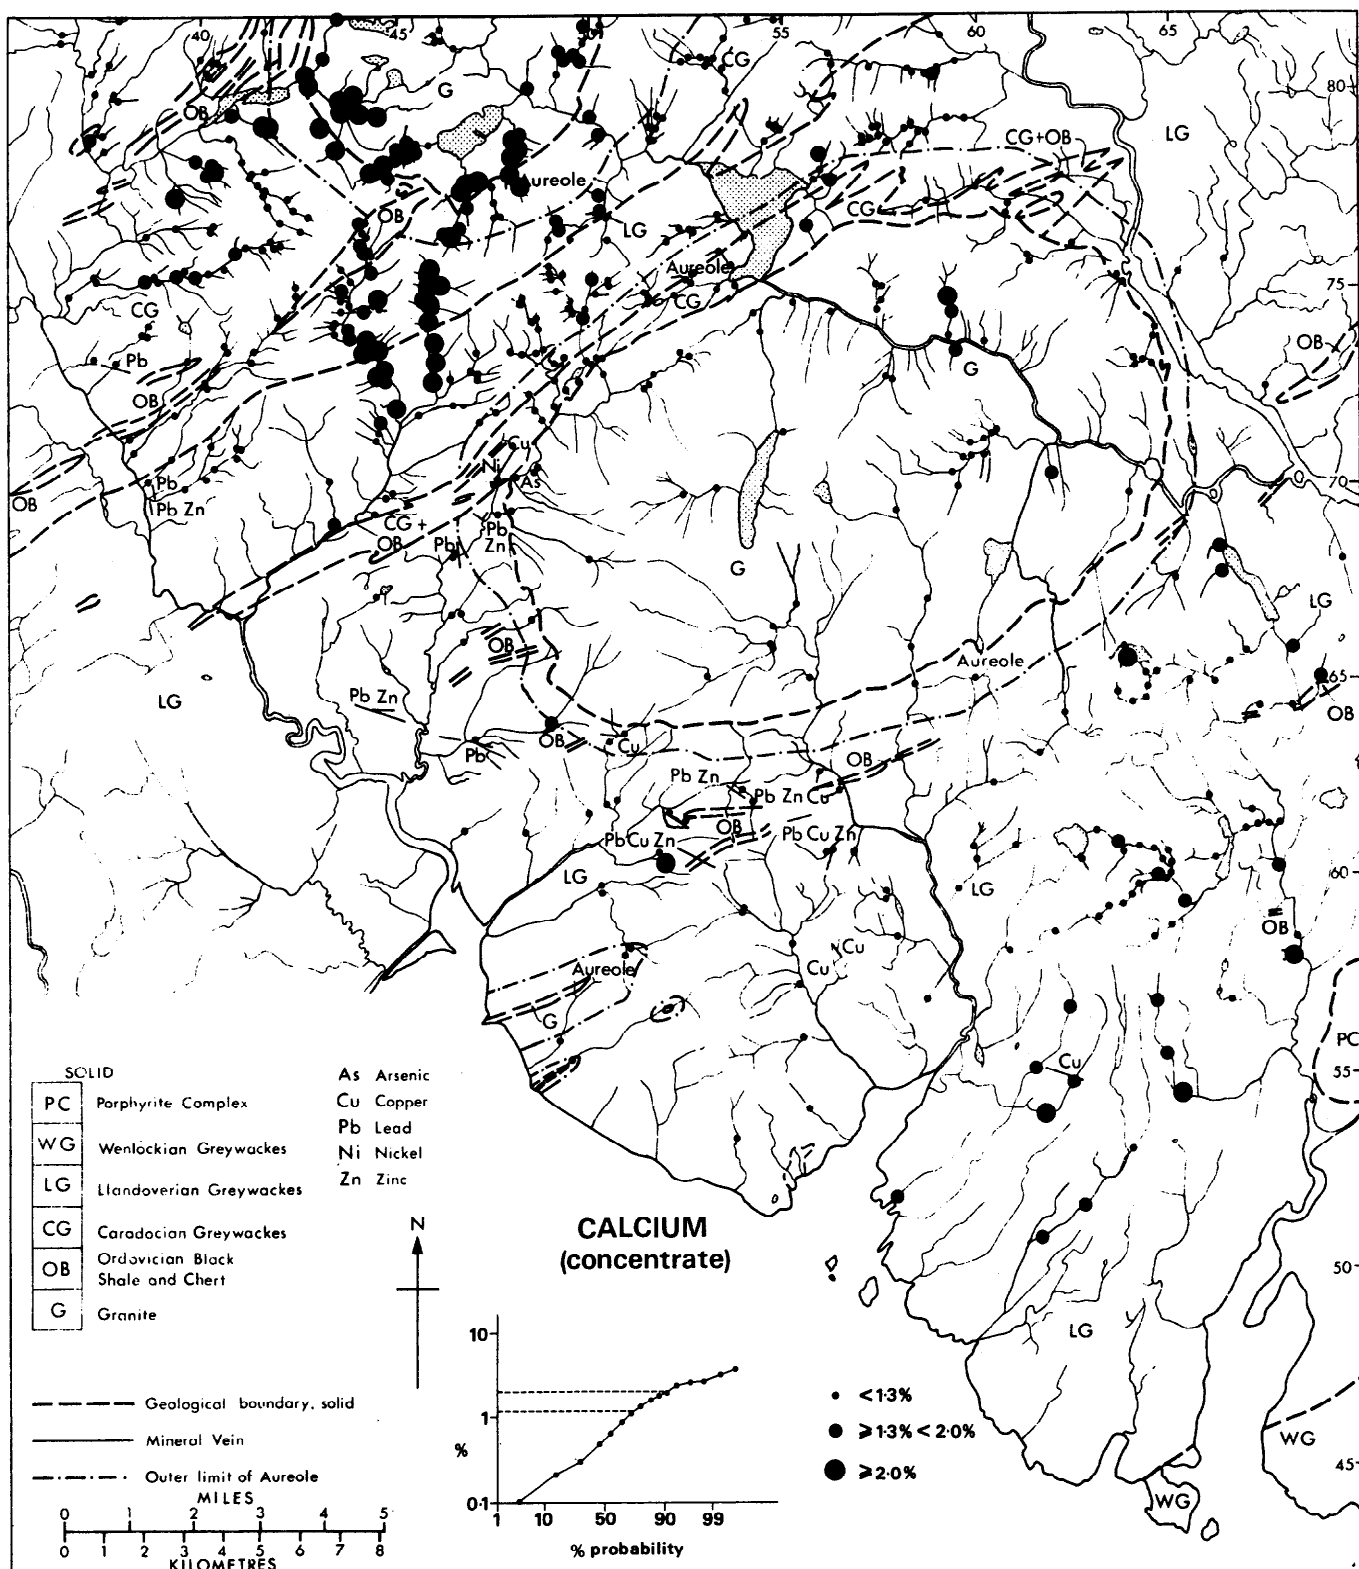 40
45
55
60
65
CG
G
80
OB
LG
CG+OB
Aureole
OB
CG
LG
Aureole
CG
75
CG
OB
Pb
G
OB
Cu
Ni
As
Pb
70
OB
Pb Zn
CG +
OB
Pb
Pb
Zn
G
LG
OB
Aureole
65
Pb Zn
LG
OB
OB
Cu
Pb
OB
Pb Zn
Pb Zn Cu
OB
PbCu Zn
Pb Cu Zn
60
LG
LG
OB
Cu
Aureole
Cu
G
PC
Cu
55
SOLID
PC Porphyrite Complex
WG Wenlockian Greywackes
LG Llandoverian Greywackes
CG Caradocian Greywackes
OB Ordovician Black
Shale and Chert
G Granite
As Arsenic
Cu Copper
Pb Lead
Ni Nickel
Zn Zinc
N
CALCIUM
(concentrate)
50
LG
10
1
%
0·1
1 10 50 90 99
% probability
<1·3%
⩾1·3% < 2·0%
⩾2·0%
WG
45
WG
Geological boundary, solid
Mineral Vein
Outer limit of Aureole
MILES
0 1 2 3 4 5
0 1 2 3 4 5 6 7 8
KILOMETRES